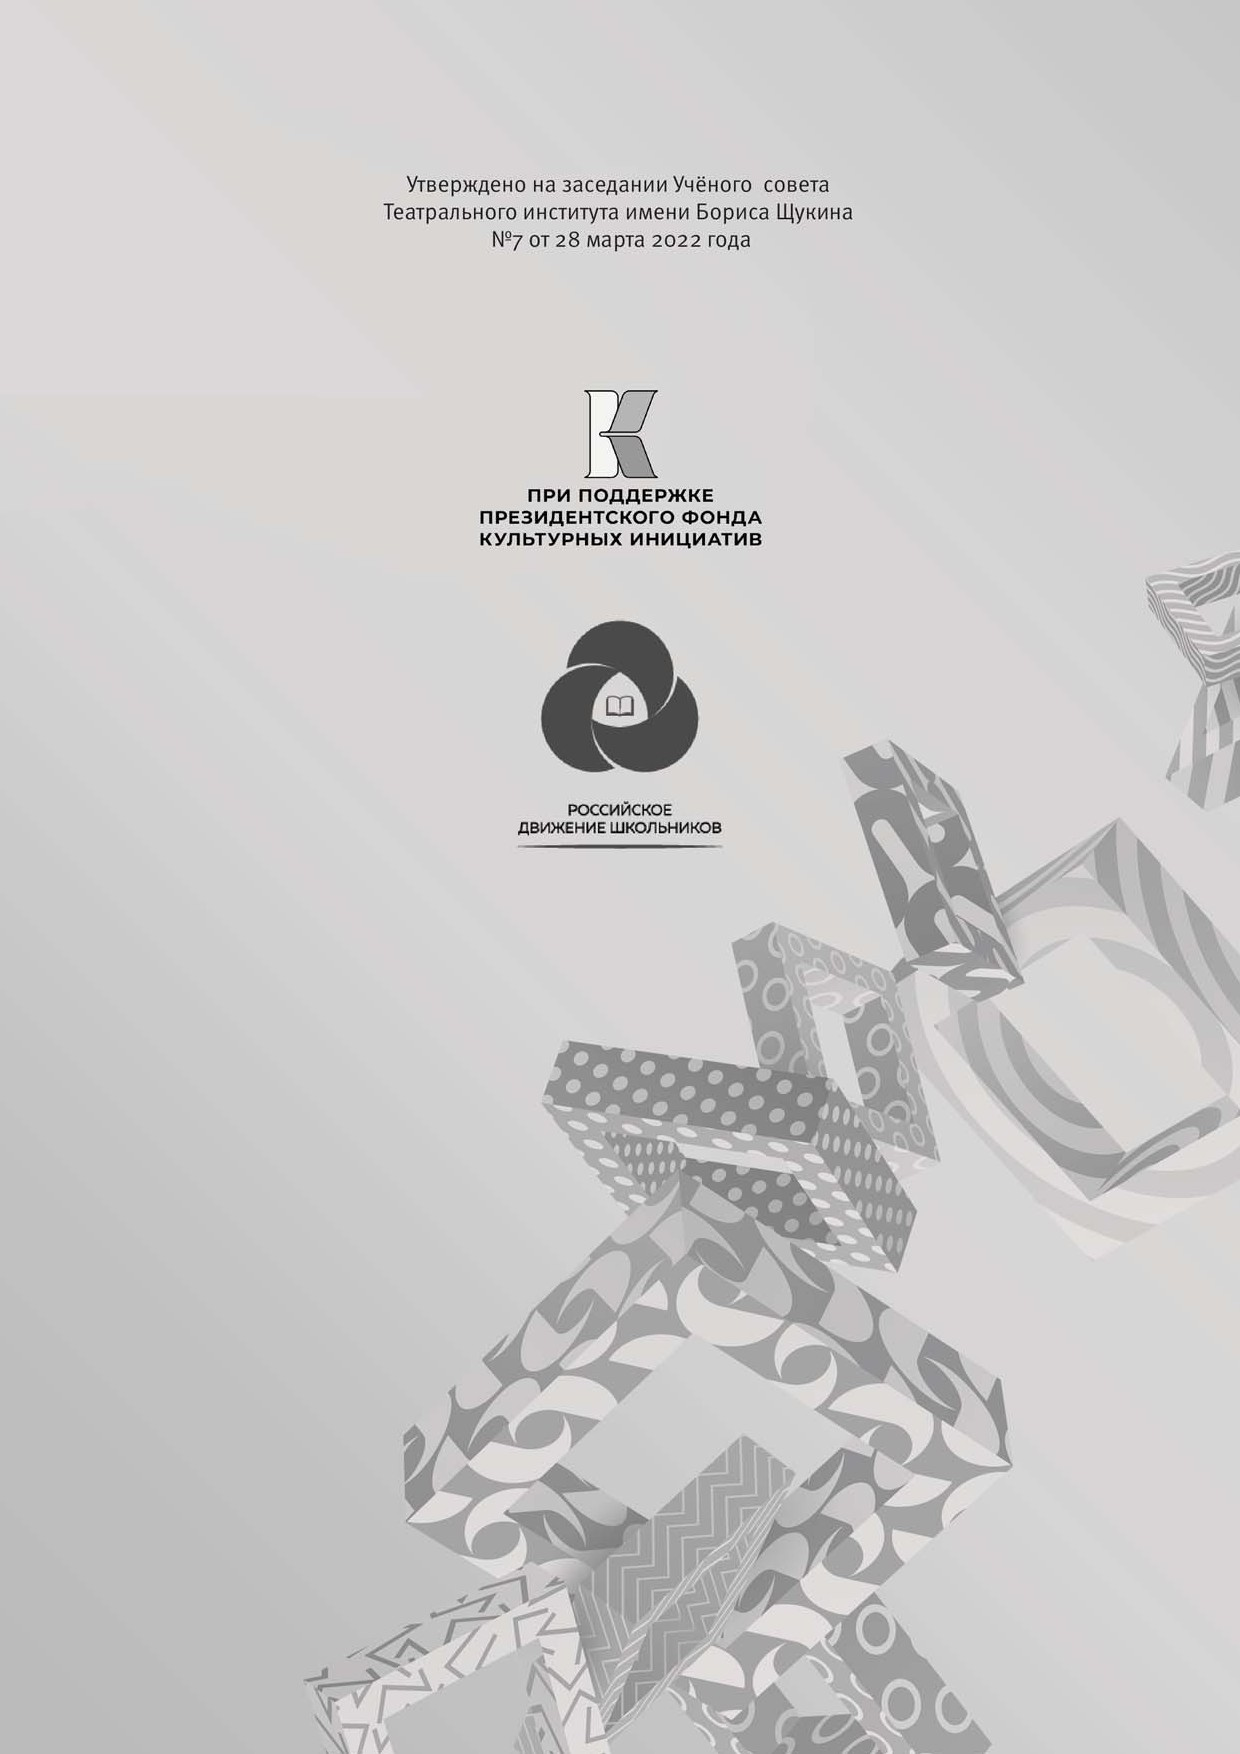 Утверждено на заседании Учёного совета
Театрального института имени Бориса Щукина
№7 от 28 марта 2022 года
К
ПРИ ПОДДЕРЖКЕ
ПРЕЗИДЕНТСКОГО ФОНДА
КУЛЬТУРНЫХ ИНИЦИАТИВ
РОССИЙСКОЕ
ДВИЖЕНИЕ ШКОЛЬНИКОВ